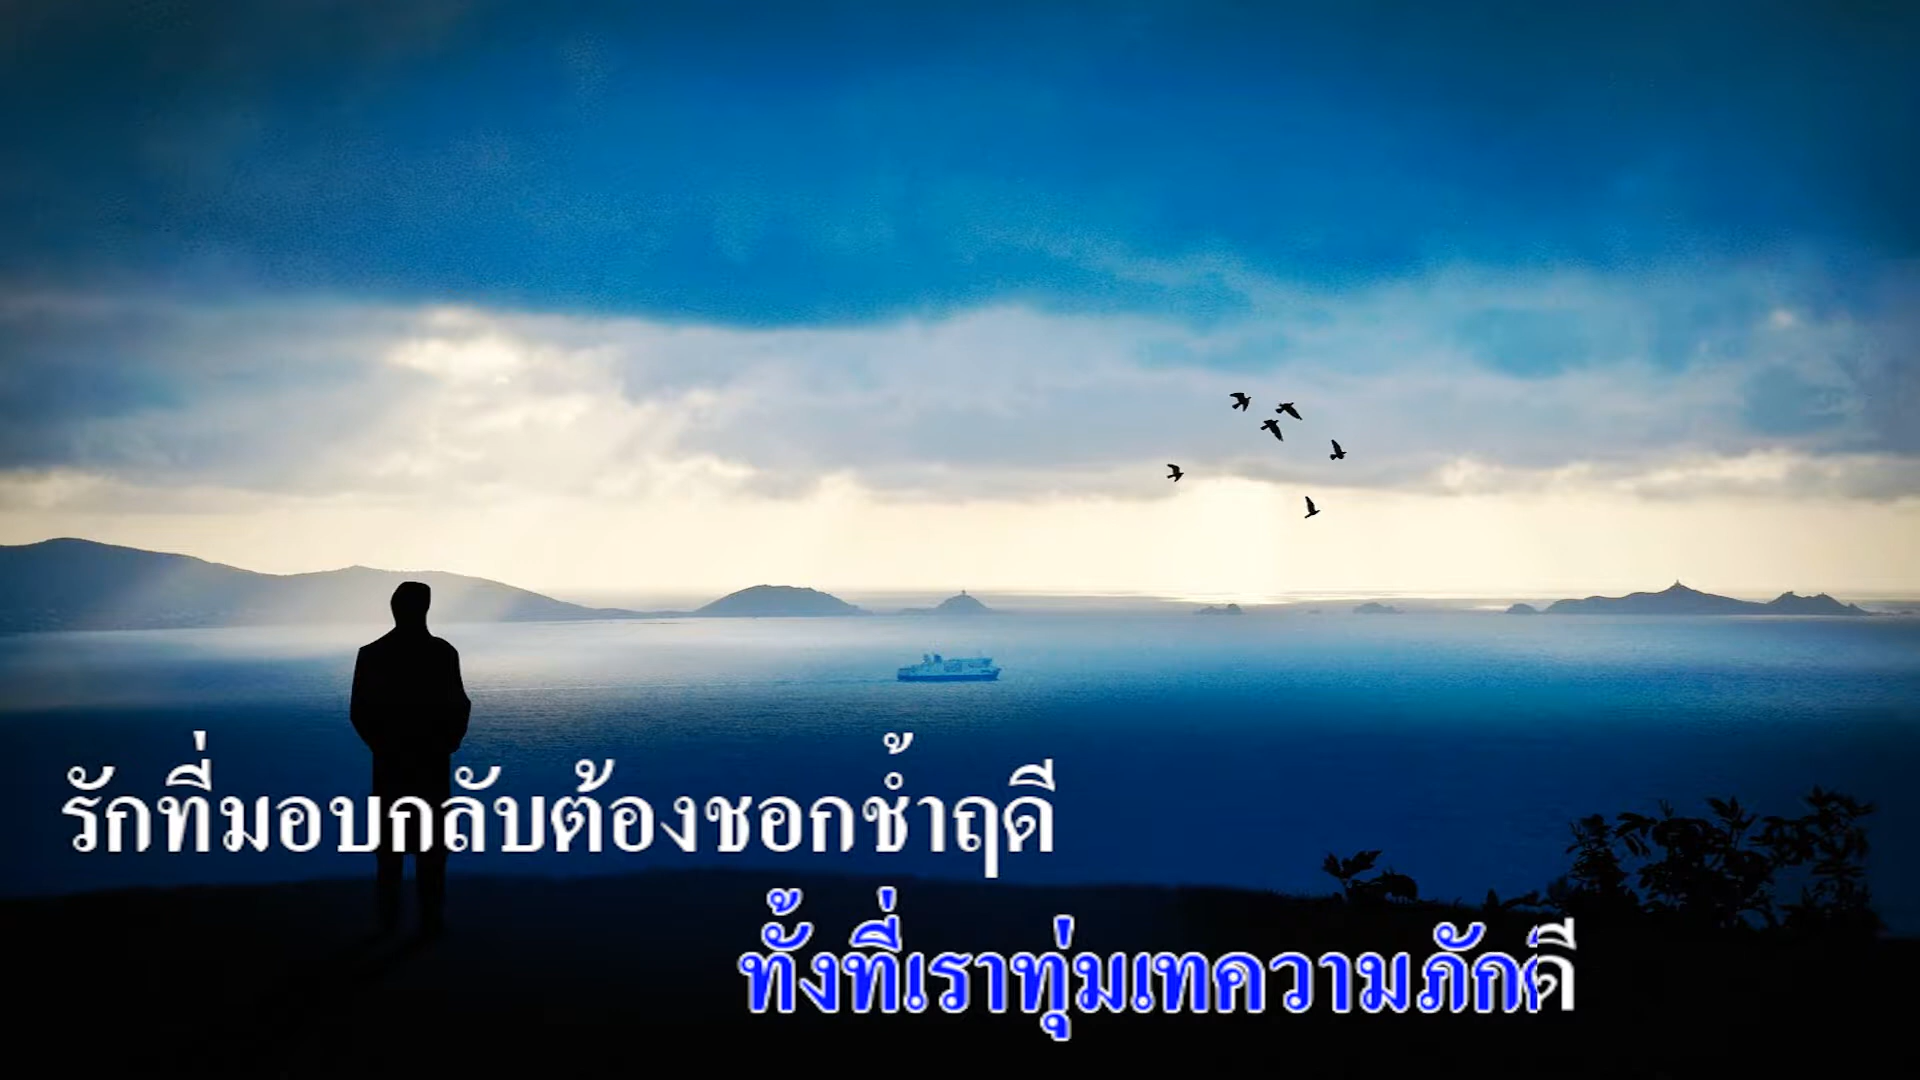 รักที่มอบกลับต้องชอกช้ำฤดี
ทั้งที่เราทุ่มเทความภักดี